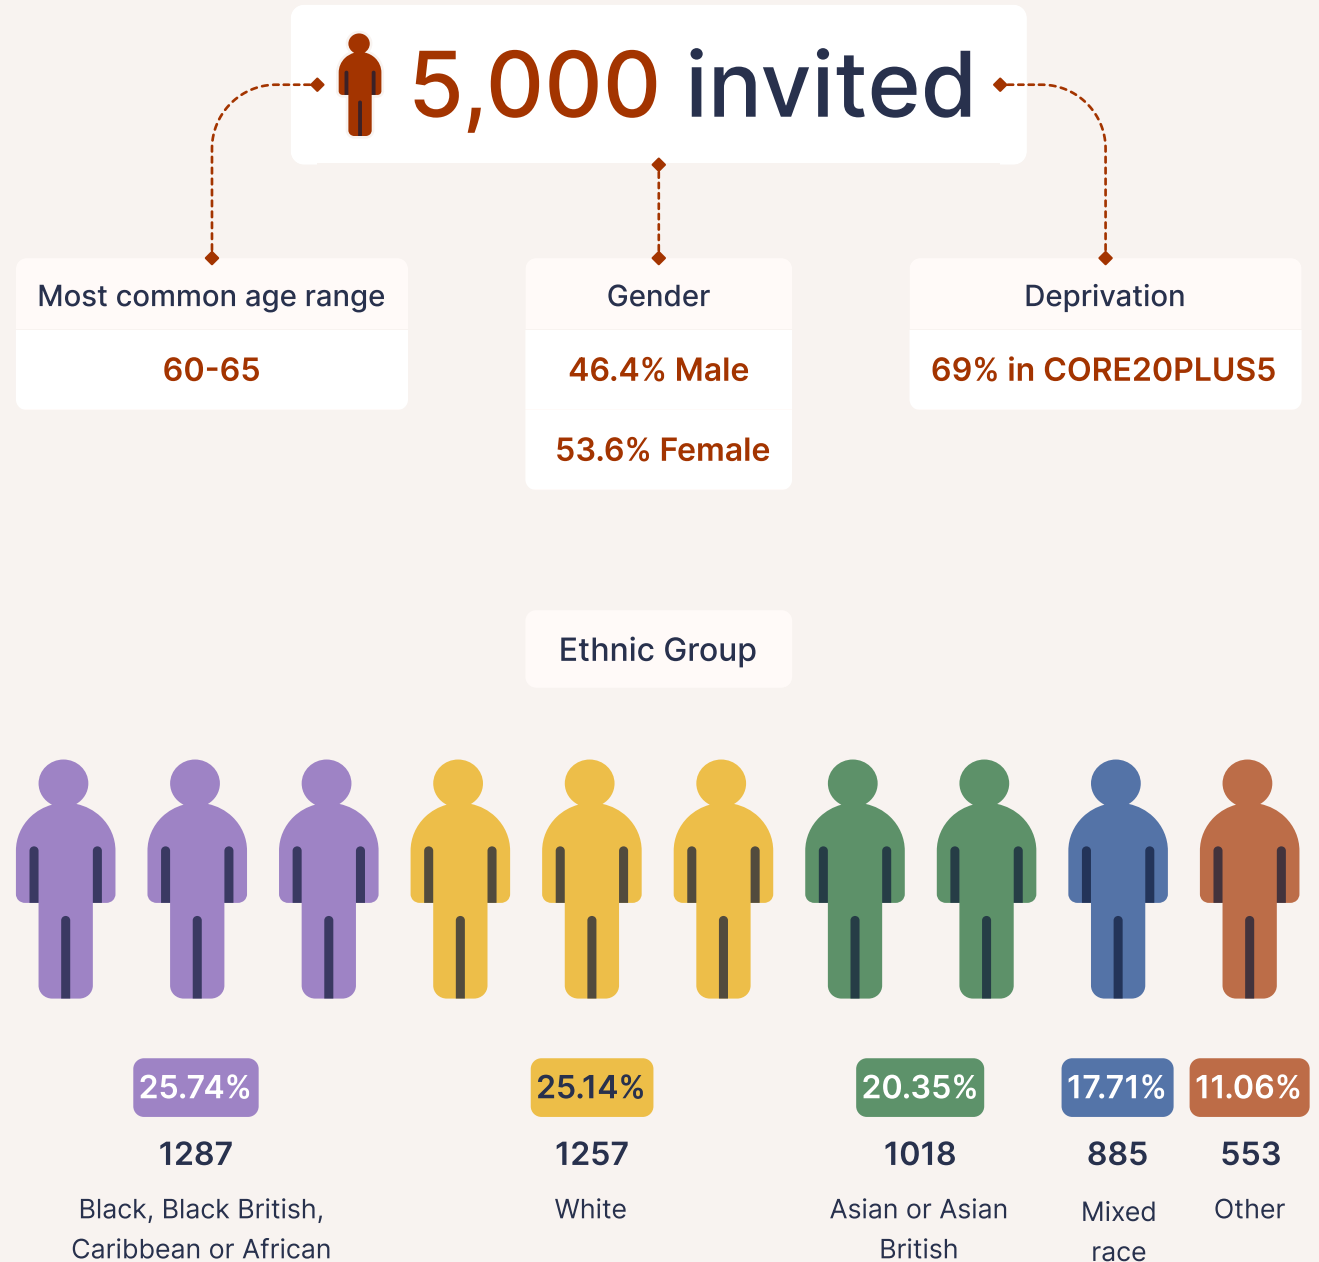 5,000 invited
Most common age range
60-65
Gender
46.4% Male
53.6% Female
Deprivation
69% in CORE20PLUS5
Ethnic Group
25.74%
1287
Black, Black British,
Caribbean or African
25.14%
1257
White
20.35%
1018
Asian or Asian
British
17.71%
885
Mixed
race
11.06%
553
Other